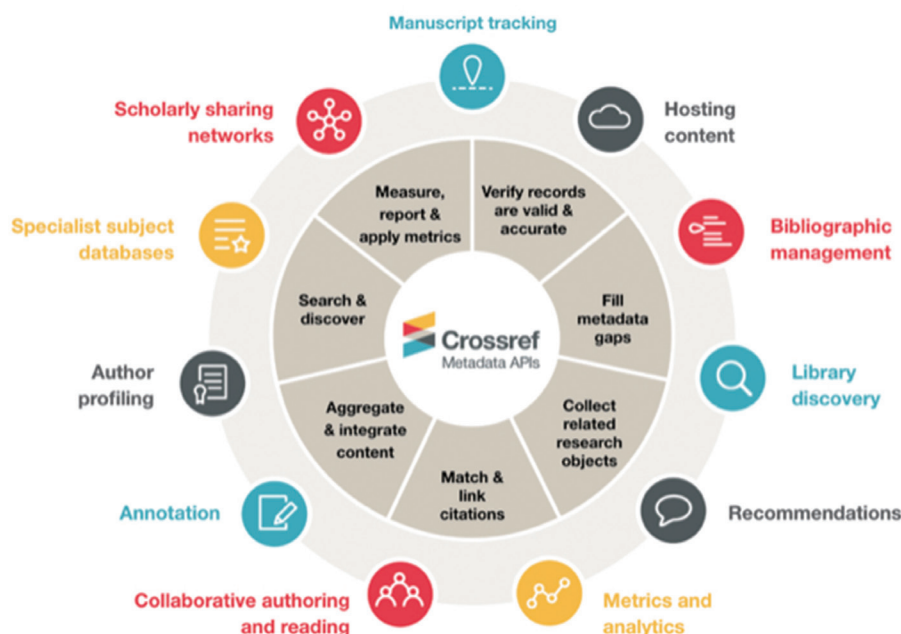 Manuscript tracking
Hosting
content
Bibliographic
management
Library
discovery
Recommendations
Metrics and
analytics
Collaborative authoring
and reading
Annotation
Author
profiling
Specialist subject
databases
Scholarly sharing
networks
Measure,
report &
apply metrics
Verify records
are valid &
accurate
Fill
metadata
gaps
Collect
related
research
objects
Match &
link
citations
Aggregate
& integrate
content
Search &
discover
Crossref
Metadata APIs